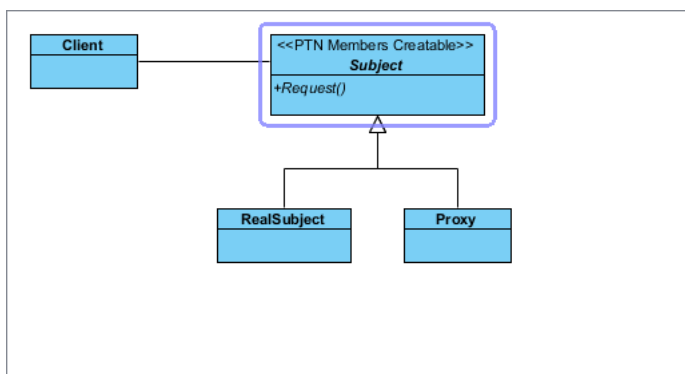 Client
<<PTN Members Creatable>>
Subject
+Request()
RealSubject
Proxy